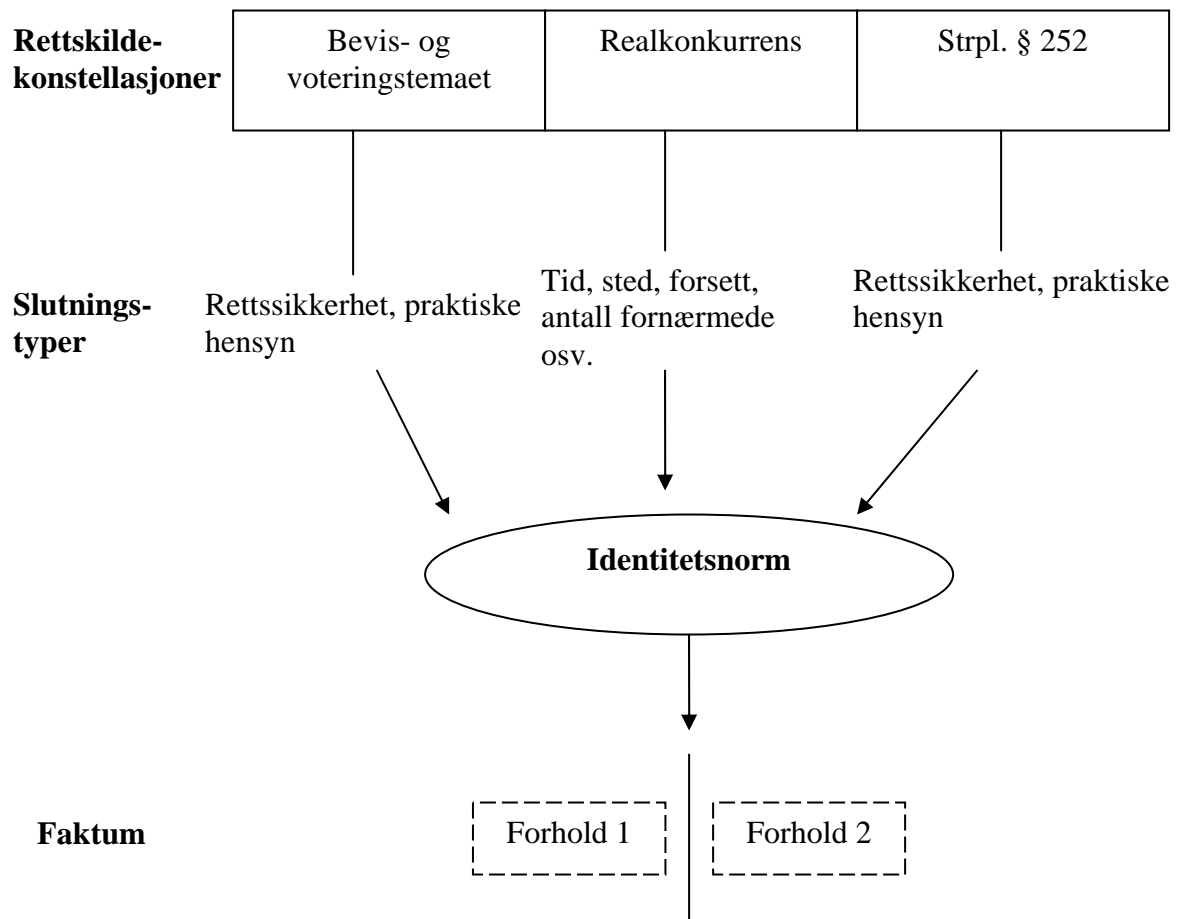 Rettskilde-
konstellasjoner
Bevis- og
voteringstemaet
Realkonkurrens
Strpl. § 252
Slutnings-
typer
Rettssikkerhet, praktiske
hensyn
Tid, sted, forsett,
antall fornærmede
osv.
Rettssikkerhet, praktiske
hensyn
Identitetsnorm
Faktum
Forhold 1
Forhold 2